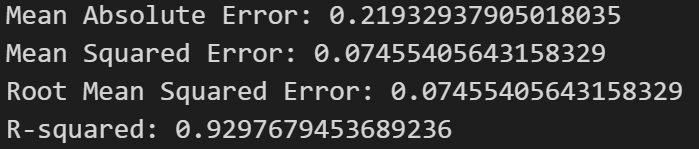 Mean Absolute Error: 0.21932937905018035
Mean Squared Error: 0.07455405643158329
Root Mean Squared Error: 0.07455405643158329
R-squared: 0.9297679453689236